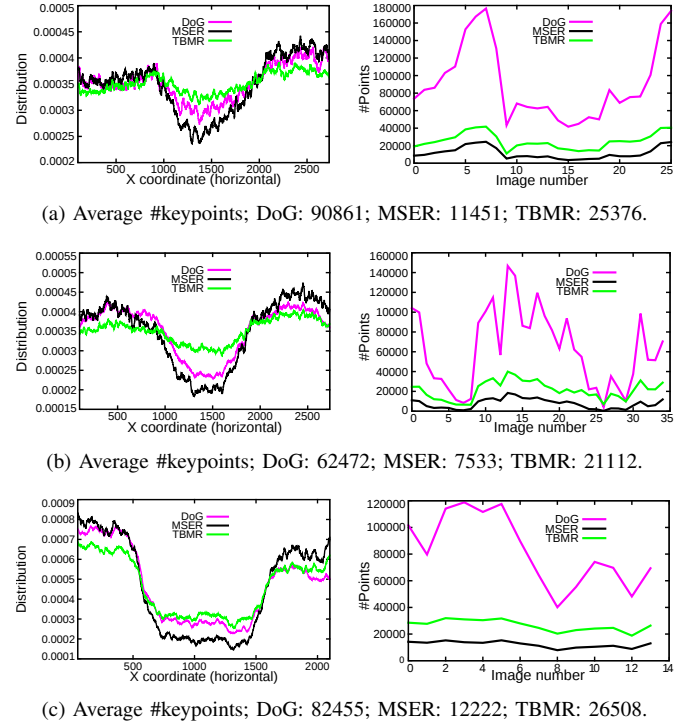 0.0005
0.00045
0.0004
0.00035
0.0003
0.00025
0.0002
Distribution
DoG
MSER
TBMR
500 1000 1500 2000 2500
X coordinate (horizontal)
200000
180000
160000
140000
120000
100000
80000
60000
40000
20000
0
#Points
DoG
MSER
TBMR
0 5 10 15 20 25
Image number
(a) Average #keypoints; DoG: 90861; MSER: 11451; TBMR: 25376.
0.00055
0.0005
0.00045
0.0004
0.00035
0.0003
0.00025
0.0002
0.00015
Distribution
DoG
MSER
TBMR
500 1000 1500 2000 2500
X coordinate (horizontal)
160000
140000
120000
100000
80000
60000
40000
20000
0
#Points
DoG
MSER
TBMR
0 5 10 15 20 25 30 35
Image number
(b) Average #keypoints; DoG: 62472; MSER: 7533; TBMR: 21112.
0.0009
0.0008
0.0007
0.0006
0.0005
0.0004
0.0003
0.0002
0.0001
Distribution
DoG
MSER
TBMR
500 1000 1500 2000
X coordinate (horizontal)
120000
100000
80000
60000
40000
20000
0
#Points
DoG
MSER
TBMR
0 2 4 6 8 10 12 14
Image number
(c) Average #keypoints; DoG: 82455; MSER: 12222; TBMR: 26508.